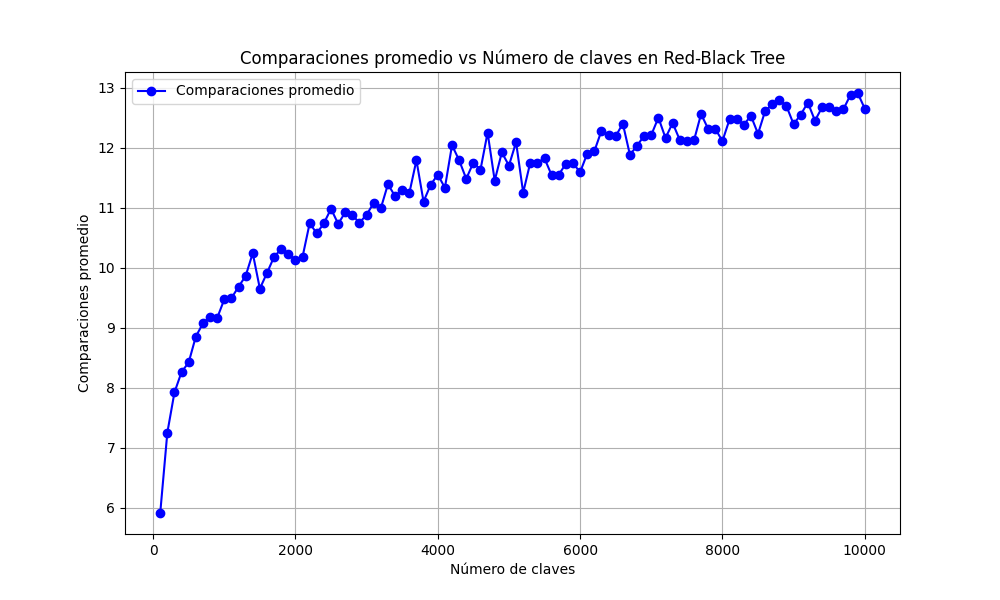 Comparaciones promedio vs Número de claves en Red-Black Tree
Comparaciones promedio
13
12
11
10
9
8
7
6
Comparaciones promedio
0 2000 4000 6000 8000 10000
Número de claves